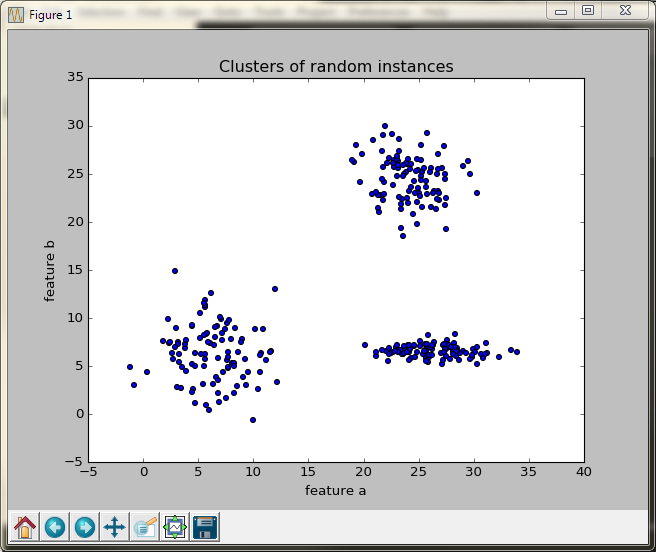 Figure 1
Clusters of random instances
35
30
25
20
15
10
5
0
−5
feature b
−5 0 5 10 15 20 25 30 35 40
feature a